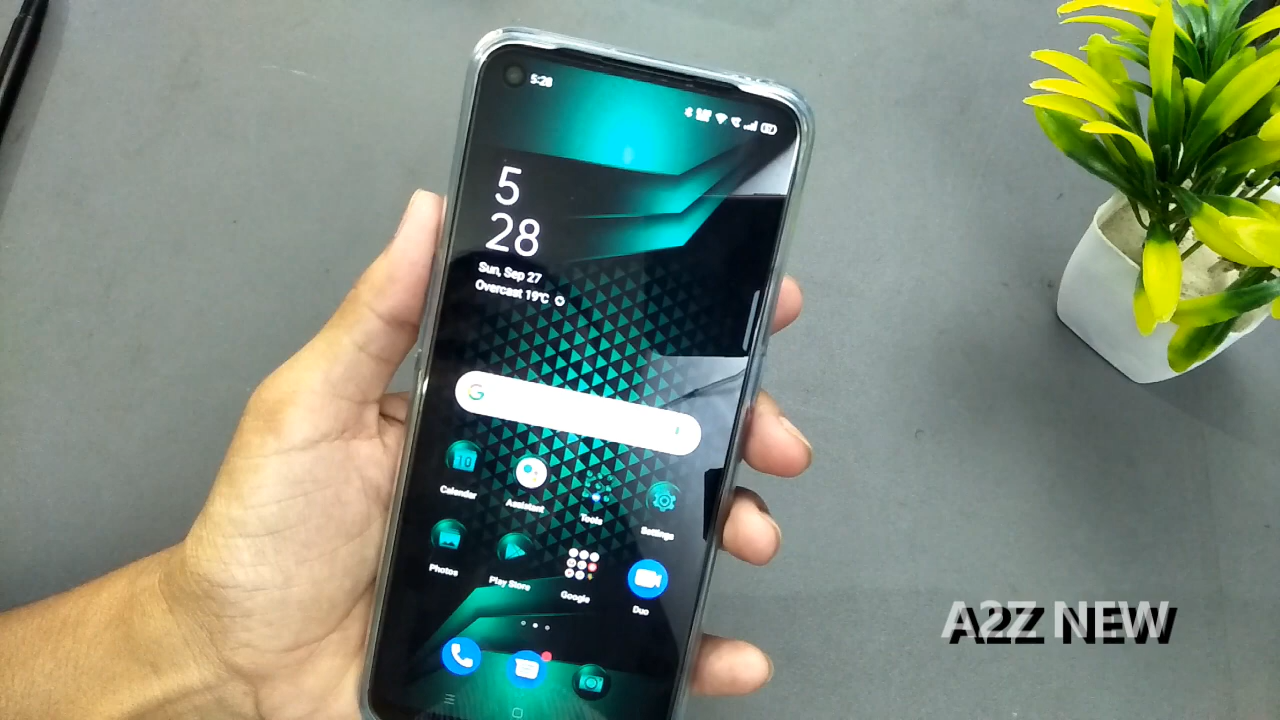 5:28
5
28
Sun, Sep 27
Overcast 19°C
G
10
Calendar
Assistant
Tools
Settings
Photos
Play Store
Google
Duo
A2Z NEW